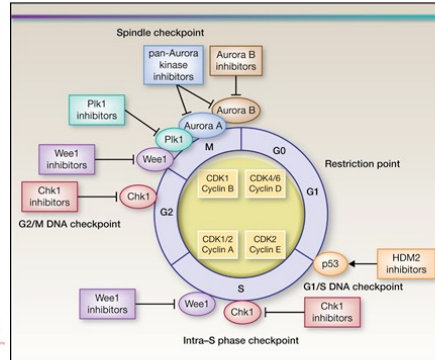 Spindle checkpoint
pan-Aurora
kinase
inhibitors
Aurora B
inhibitors
Plk1
inhibitors
Aurora B
Aurora A
Plk1
M
G0
Wee1
inhibitors
Wee1
Restriction point
CDK1
Cyclin B
CDK4/6
Cyclin D
Chk1
inhibitors
Chk1
G2
G1
G2/M DNA checkpoint
CDK1/2
Cyclin A
CDK2
Cyclin E
p53
HDM2
inhibitors
S
G1/S DNA checkpoint
Wee1
inhibitors
Wee1
Chk1
Chk1
inhibitors
Intra–S phase checkpoint